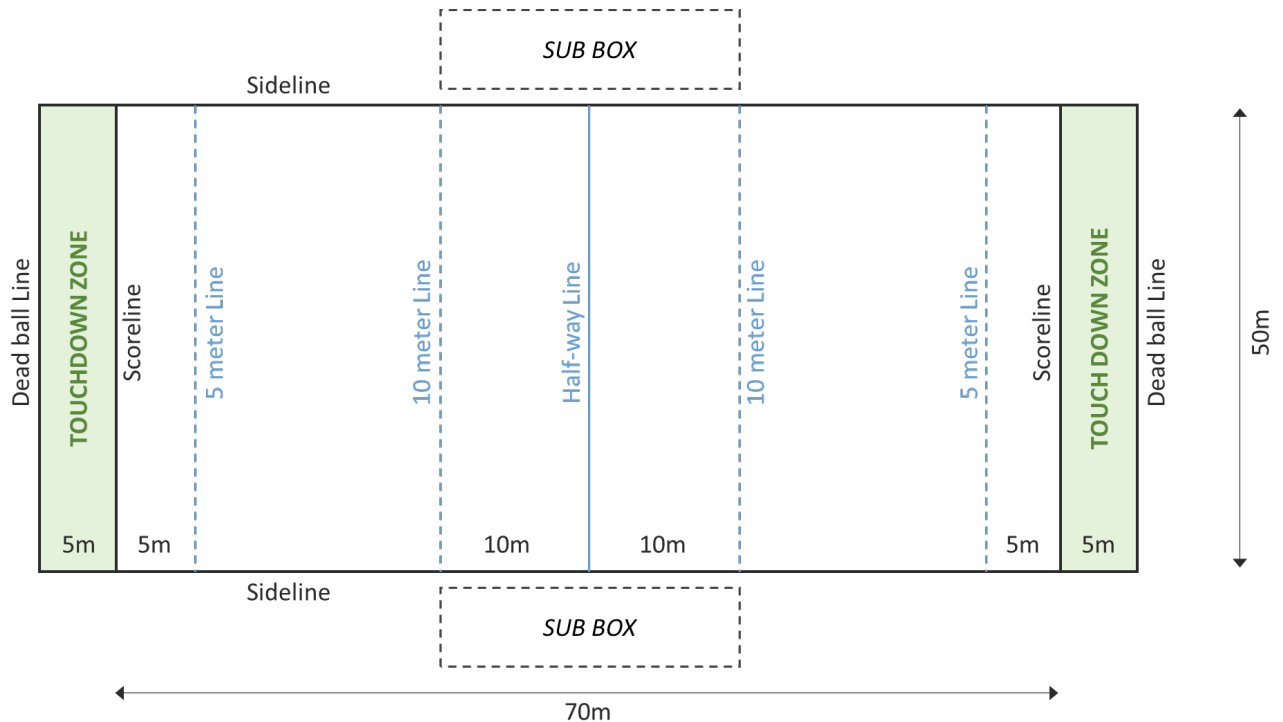 SUB BOX
Sideline
Dead ball Line
TOUCHDOWN ZONE
Scoreline
5 meter Line
10 meter Line
Half-way Line
10 meter Line
5 meter Line
Scoreline
TOUCH DOWN ZONE
Dead ball Line
50m
5m
5m
10m
10m
5m
5m
Sideline
SUB BOX
70m